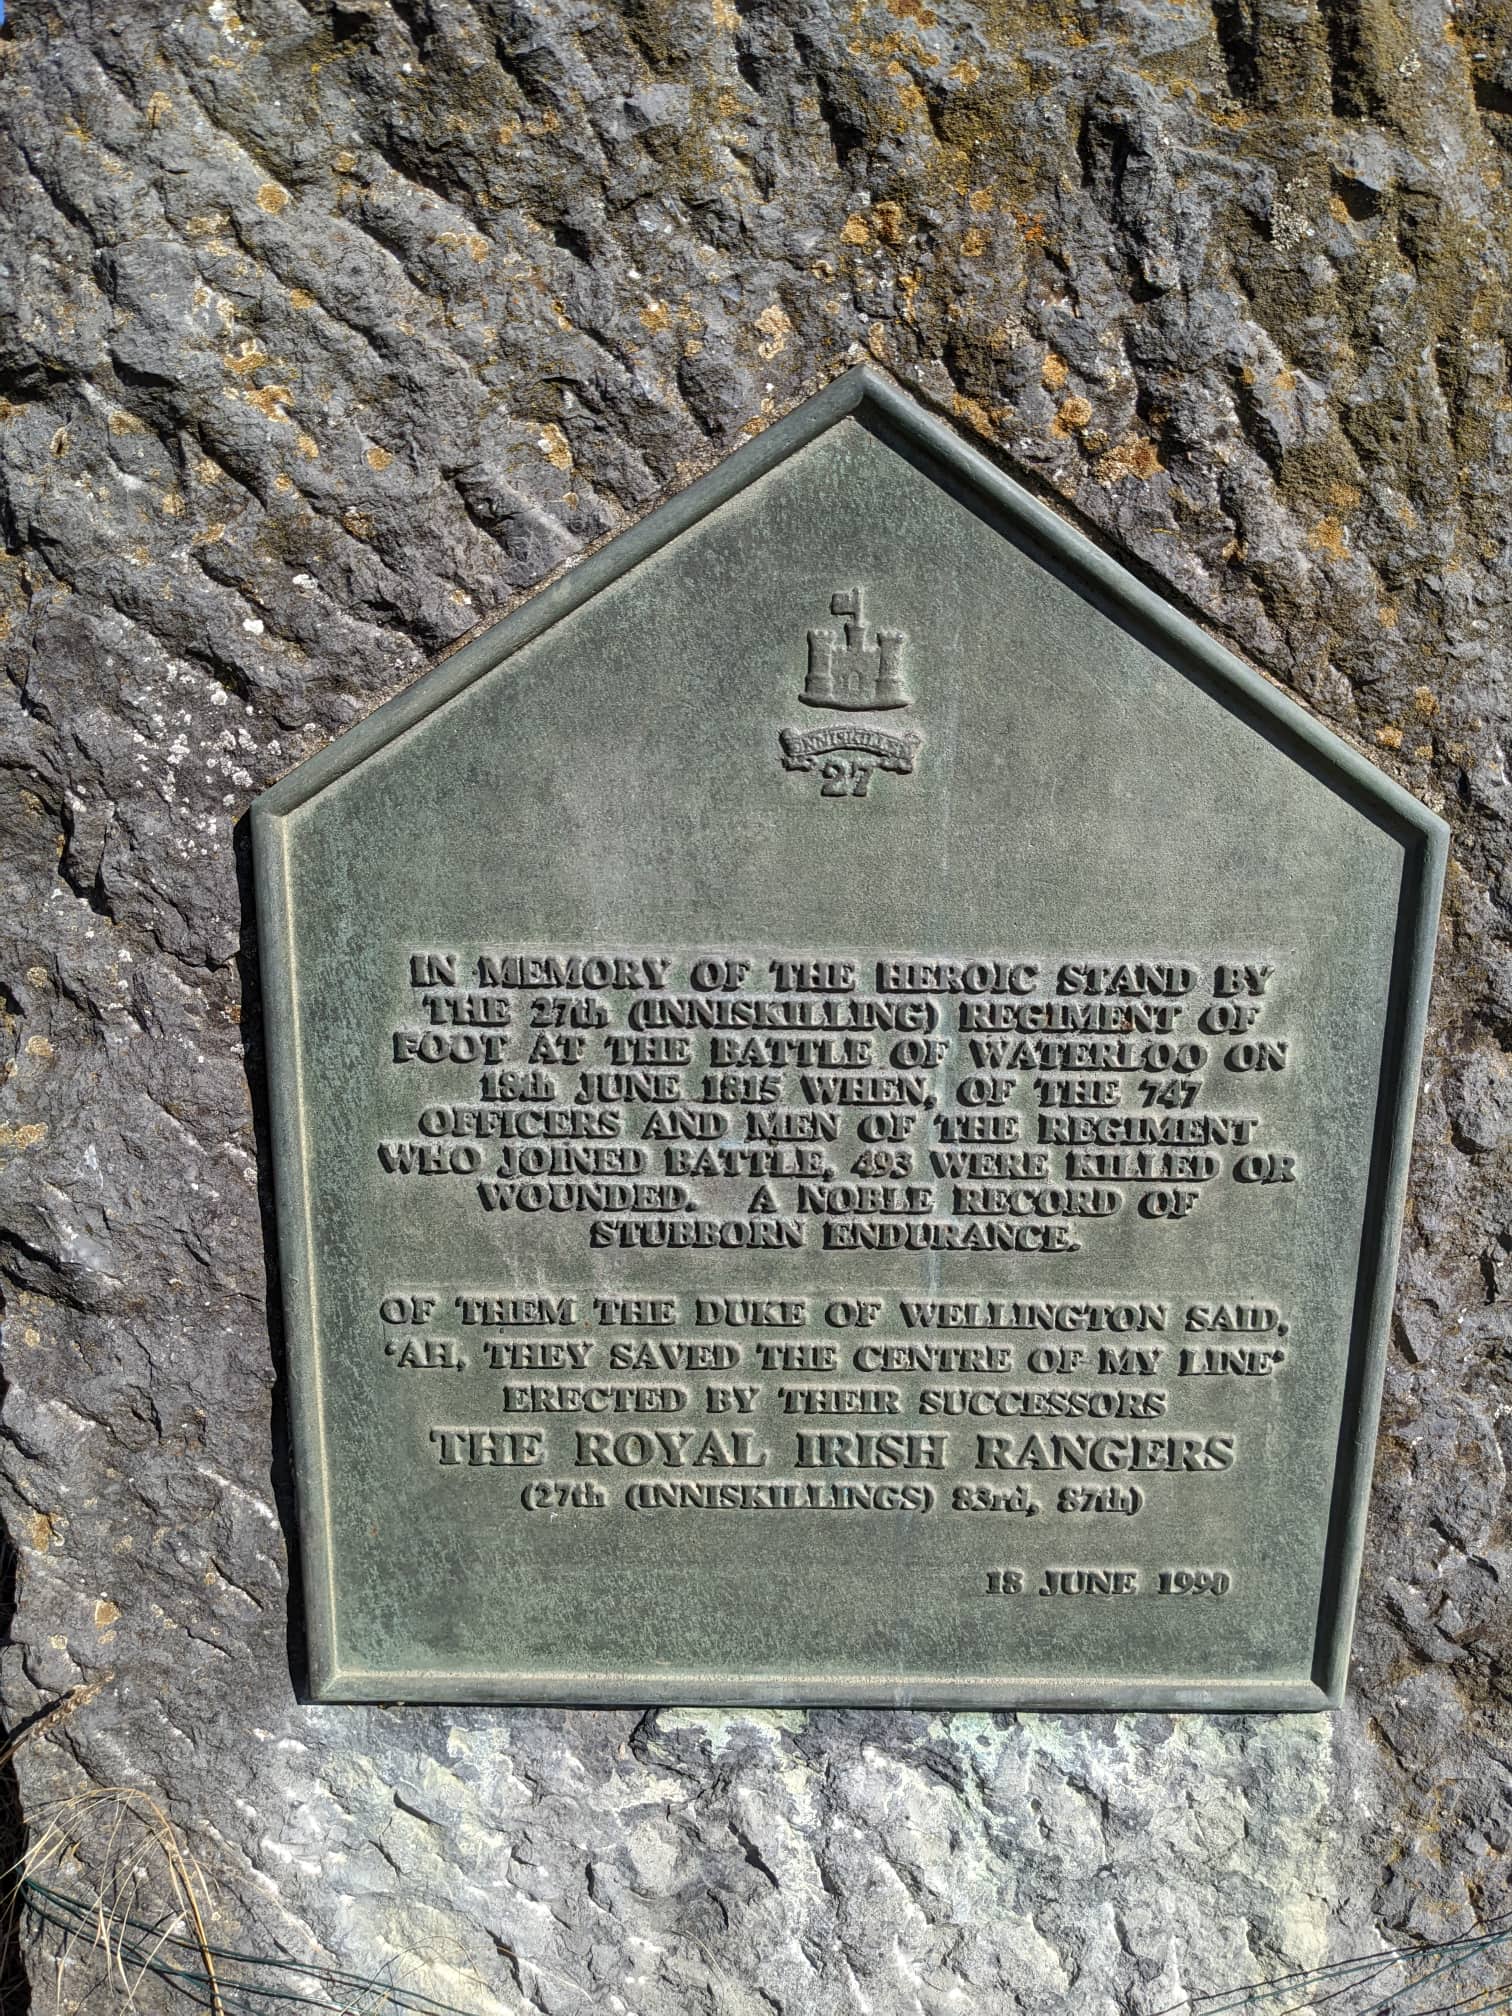 INNISKILLING
27
IN MEMORY OF THE HEROIC STAND BY
THE 27th (INNISKILLING) REGIMENT OF
FOOT AT THE BATTLE OF WATERLOO ON
18th JUNE 1815 WHEN, OF THE 747
OFFICERS AND MEN OF THE REGIMENT
WHO JOINED BATTLE, 493 WERE KILLED OR
WOUNDED. A NOBLE RECORD OF
STUBBORN ENDURANCE.
OF THEM THE DUKE OF WELLINGTON SAID,
'AH, THEY SAVED THE CENTRE OF MY LINE'
ERECTED BY THEIR SUCCESSORS
THE ROYAL IRISH RANGERS
(27th (INNISKILLINGS) 83rd, 87th)
18 JUNE 1990